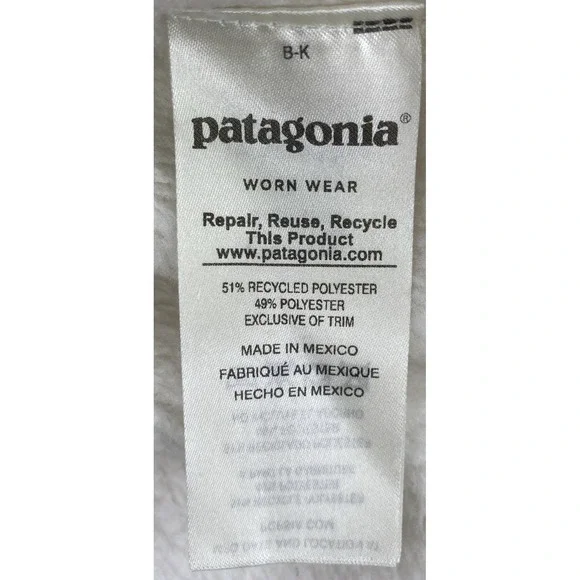 B-K
patagonia®
WORN WEAR
Repair, Reuse, Recycle
This Product
www.patagonia.com
51% RECYCLED POLYESTER
49% POLYESTER
EXCLUSIVE OF TRIM
MADE IN MEXICO
FABRIQUÉ AU MEXIQUE
HECHO EN MEXICO